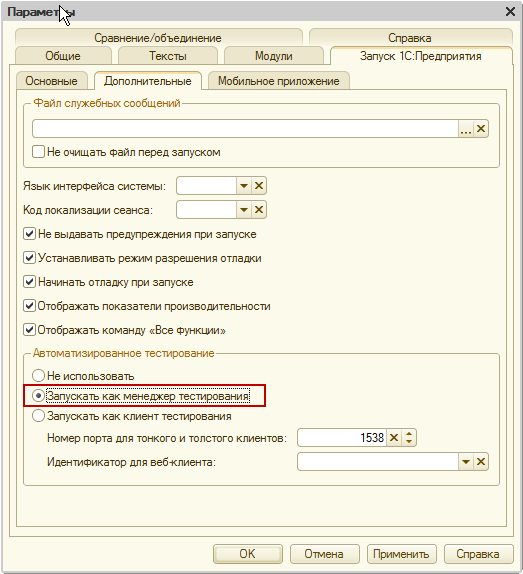 Параметры
Сравнение/объединение Справка
Общие Тексты Модули Запуск 1С:Предприятия
Основные Дополнительные Мобильное приложение
Файл служебных сообщений
...
Не очищать файл перед запуском
Язык интерфейса системы:
Код локализации сеанса:
Не выдавать предупреждения при запуске
Устанавливать режим разрешения отладки
Начинать отладку при запуске
Отображать показатели производительности
Отображать команду «Все функции»
Автоматизированное тестирование
Не использовать
Запускать как менеджер тестирования
Запускать как клиент тестирования
Номер порта для тонкого и толстого клиентов: 1538
Идентификатор для веб-клиента:
OK Отмена Применить Справка